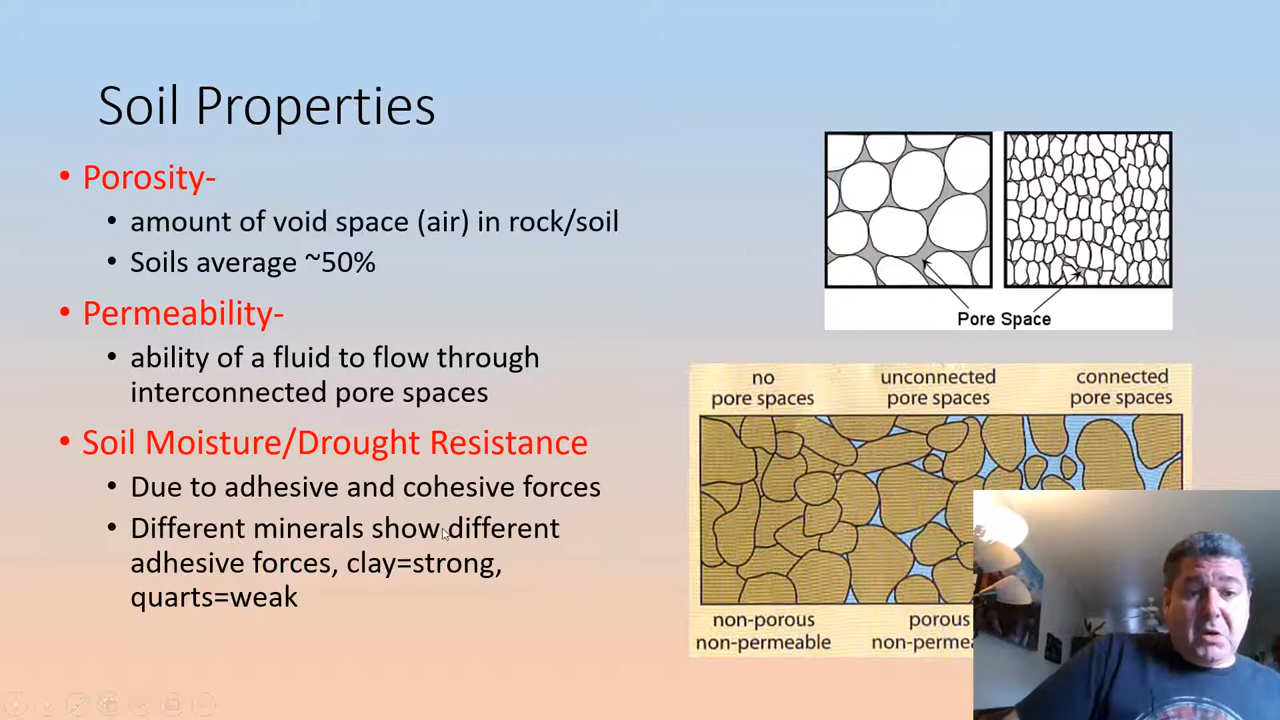 Soil Properties
• Porosity-
• amount of void space (air) in rock/soil
• Soils average ~50%
• Permeability-
• ability of a fluid to flow through
interconnected pore spaces
• Soil Moisture/Drought Resistance
• Due to adhesive and cohesive forces
• Different minerals show different
adhesive forces, clay=strong,
quarts=weak
Pore Space
no
pore spaces
unconnected
pore spaces
connected
pore spaces
non-porous
non-permeable
porous
non-perme